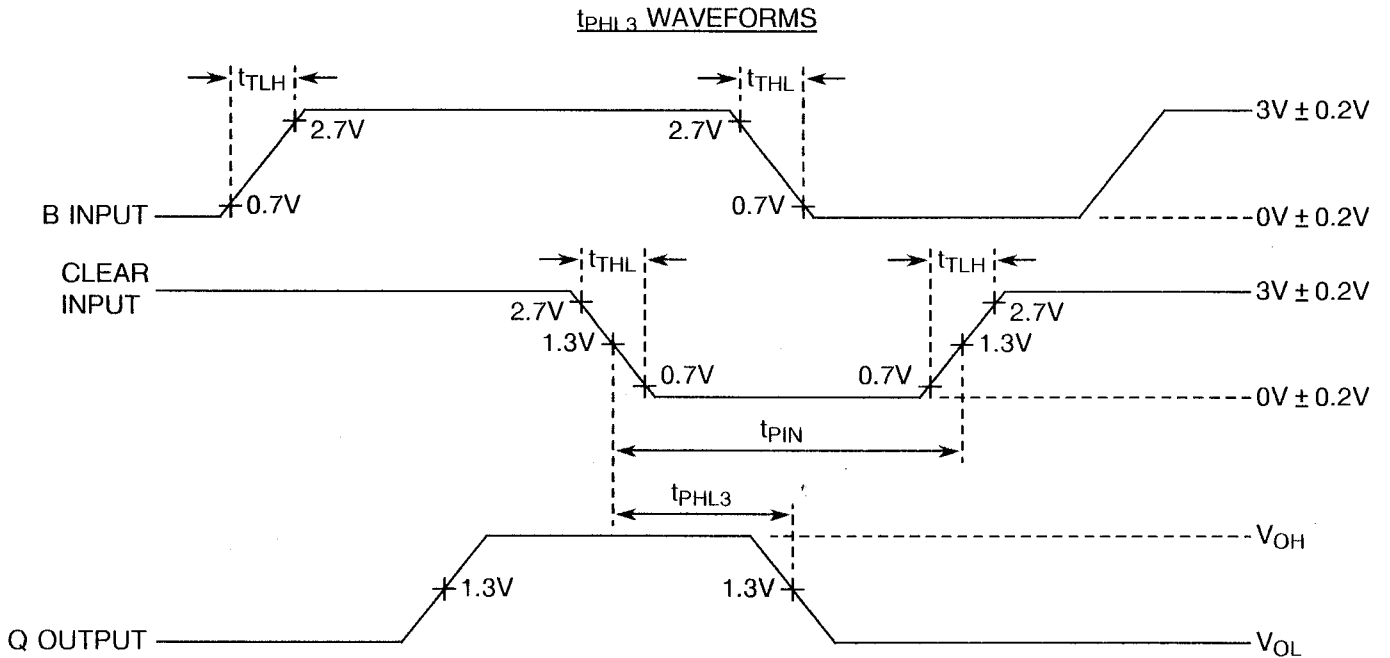 tPHL3 WAVEFORMS
tTLH
tTHL
2.7V
2.7V
3V ± 0.2V
0.7V
0.7V
B INPUT
0V ± 0.2V
tTHL
tTLH
CLEAR
INPUT
3V ± 0.2V
2.7V
2.7V
1.3V
1.3V
0.7V
0.7V
0V ± 0.2V
tPIN
tPHL3
VOH
1.3V
1.3V
Q OUTPUT
VOL